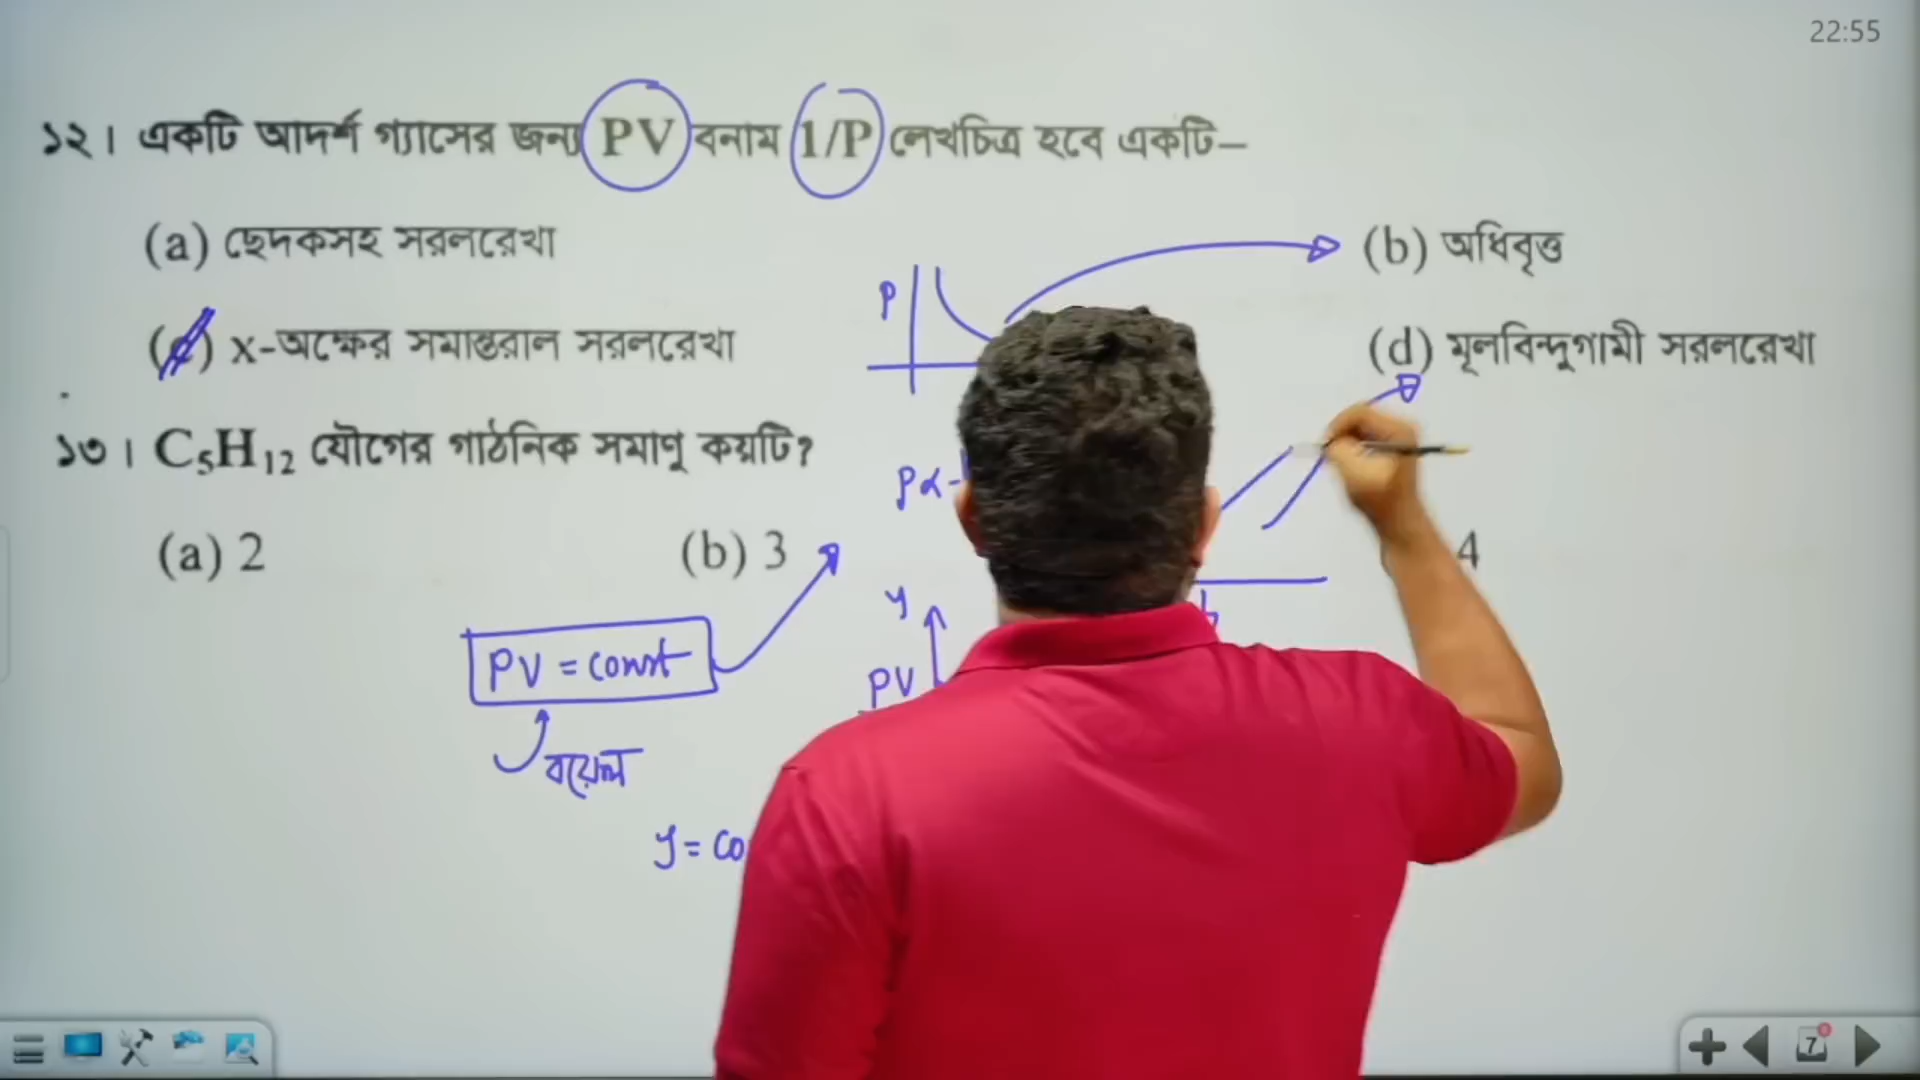 22:55
১২। একটি আদর্শ গ্যাসের জন্য PV বনাম 1/P লেখচিত্র হবে একটি–
(a) ছেদকসহ সরলরেখা
(b) অধিবৃত্ত
(c) x-অক্ষের সমান্তরাল সরলরেখা
(d) মূলবিন্দুগামী সরলরেখা
P
১৩। C₅H₁₂ যৌগের গাঠনিক সমাণু কয়টি?
P∝
(a) 2
(b) 3
4
y
PV = const
PV
বয়েল
y =
7